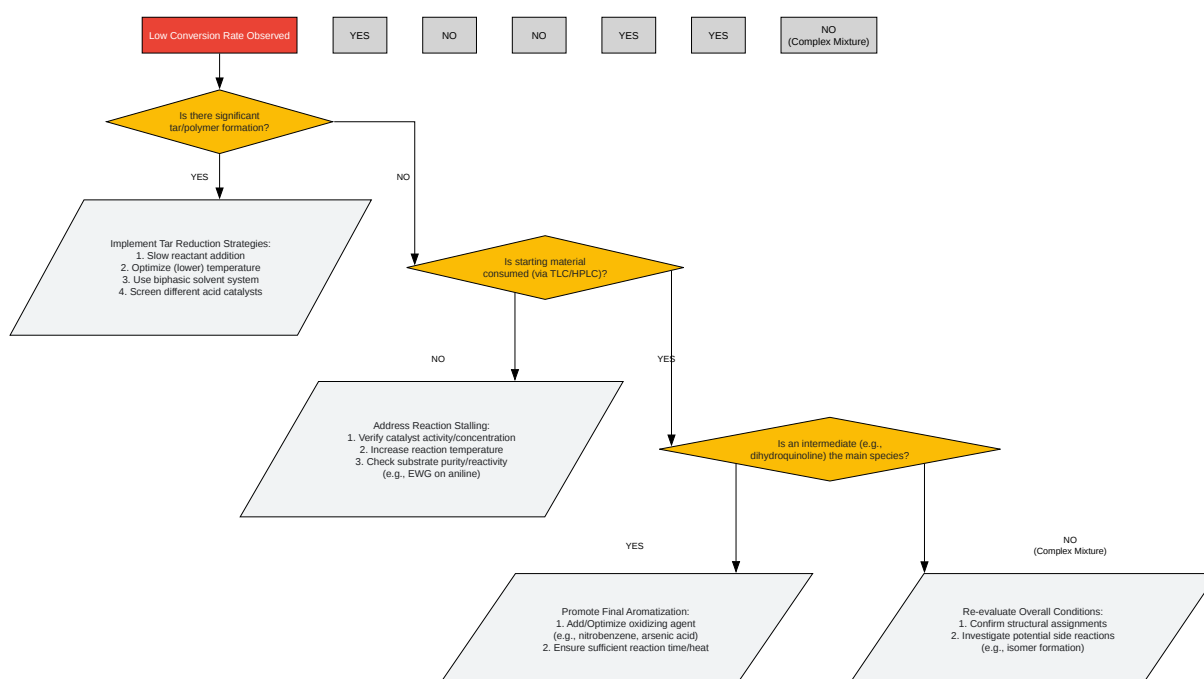 Low Conversion Rate Observed
YES
NO
NO
YES
YES
NO
(Complex Mixture)
Is there significant
tar/polymer formation?
YES
NO
Implement Tar Reduction Strategies:
1. Slow reactant addition
2. Optimize (lower) temperature
3. Use biphasic solvent system
4. Screen different acid catalysts
Is starting material
consumed (via TLC/HPLC)?
NO
YES
Address Reaction Stalling:
1. Verify catalyst activity/concentration
2. Increase reaction temperature
3. Check substrate purity/reactivity
(e.g., EWG on aniline)
Is an intermediate (e.g.,
dihydroquinoline) the main species?
YES
NO
(Complex Mixture)
Promote Final Aromatization:
1. Add/Optimize oxidizing agent
(e.g., nitrobenzene, arsenic acid)
2. Ensure sufficient reaction time/heat
Re-evaluate Overall Conditions:
1. Confirm structural assignments
2. Investigate potential side reactions
(e.g., isomer formation)